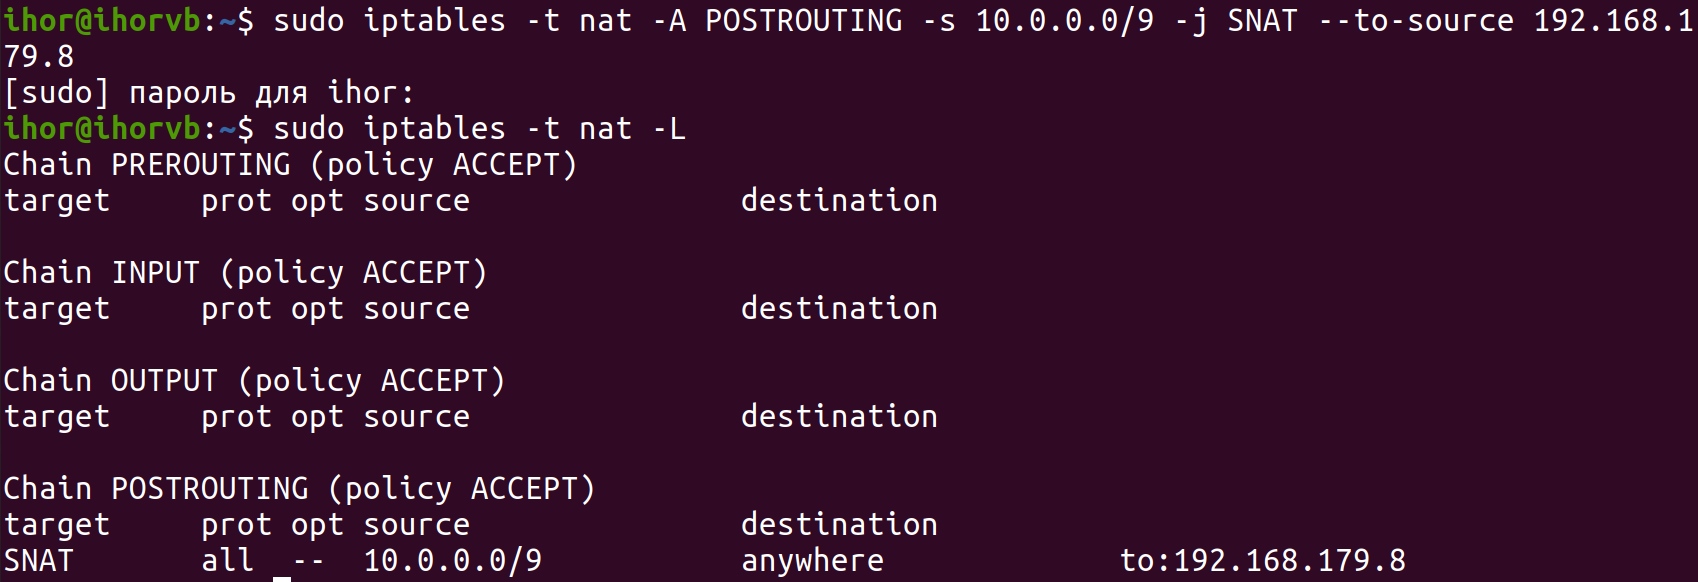 ihor@ihorvb:~$ sudo iptables -t nat -A POSTROUTING -s 10.0.0.0/9 -j SNAT --to-source 192.168.1
79.8
[sudo] пароль для ihor:
ihor@ihorvb:~$ sudo iptables -t nat -L
Chain PREROUTING (policy ACCEPT)
target     prot opt source               destination

Chain INPUT (policy ACCEPT)
target     prot opt source               destination

Chain OUTPUT (policy ACCEPT)
target     prot opt source               destination

Chain POSTROUTING (policy ACCEPT)
target     prot opt source               destination
SNAT       all  --  10.0.0.0/9           anywhere             to:192.168.179.8